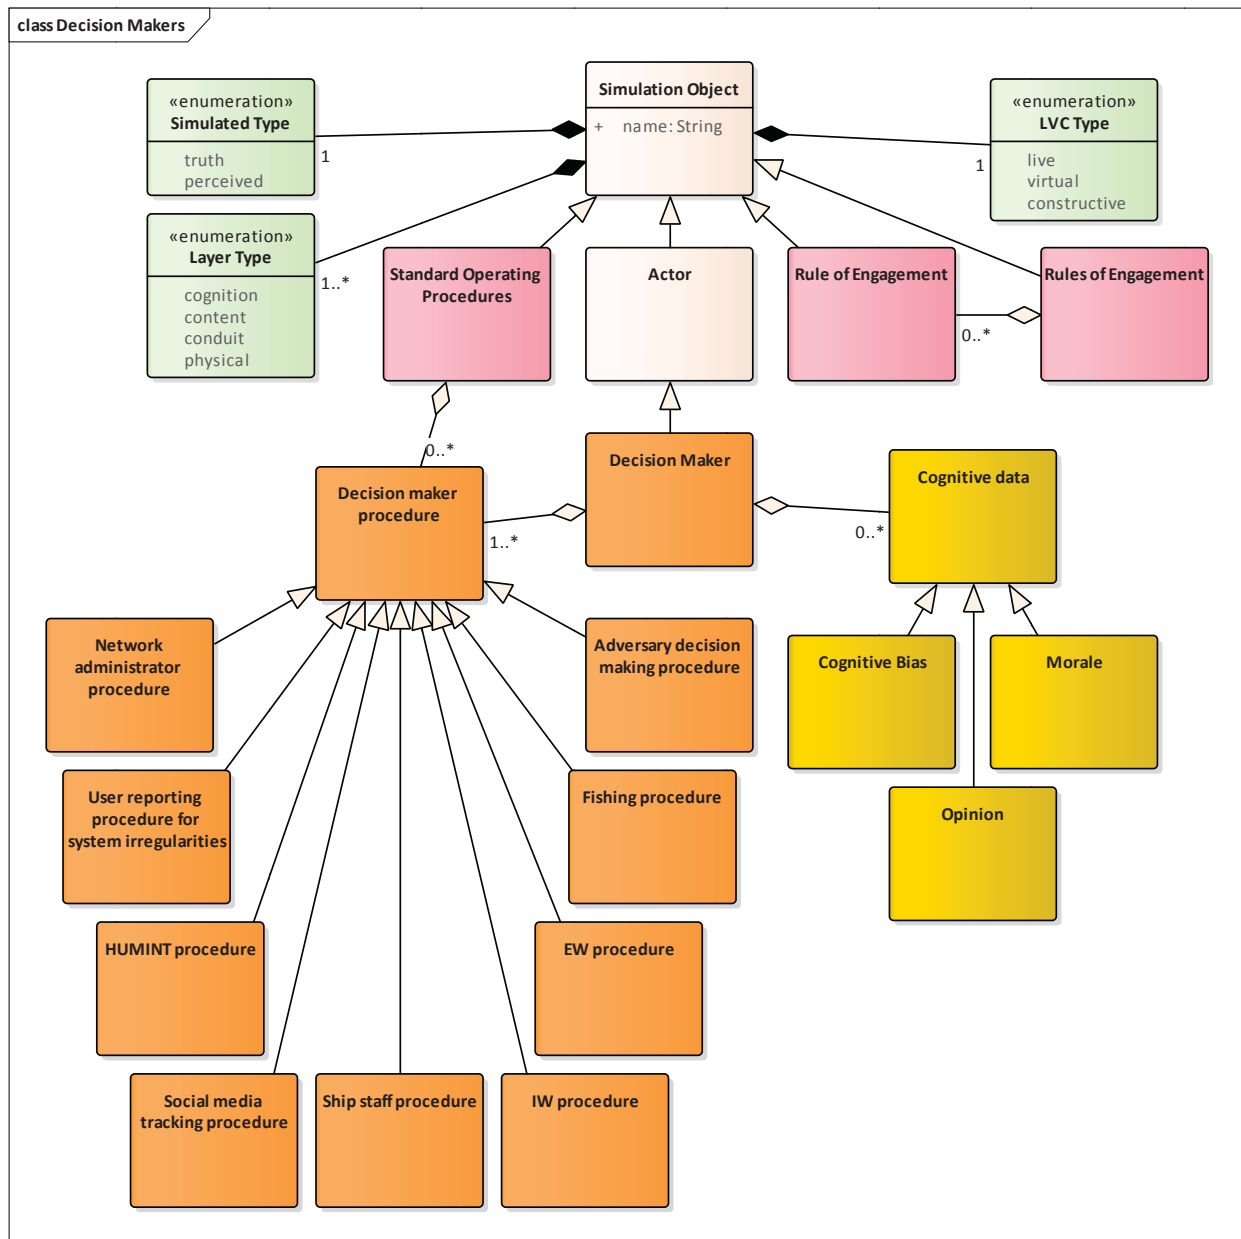 class Decision Makers
«enumeration»
Simulated Type
truth
perceived
1
Simulation Object
+ name: String
«enumeration»
LVC Type
live
virtual
constructive
1
«enumeration»
Layer Type
cognition
content
conduit
physical
1..*
Standard Operating
Procedures
Actor
Rule of Engagement
0..*
Rules of Engagement
0..*
Decision maker
procedure
1..*
Decision Maker
0..*
Cognitive data
Network
administrator
procedure
Adversary decision
making procedure
Cognitive Bias
Morale
User reporting
procedure for
system irregularities
Fishing procedure
Opinion
HUMINT procedure
EW procedure
Social media
tracking procedure
Ship staff procedure
IW procedure